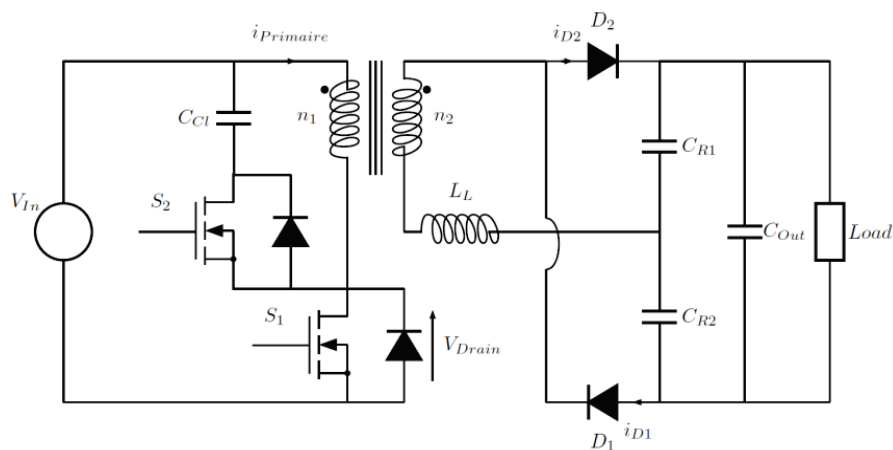 i_Primaire
i_D2
D_2
C_Cl
n_1
n_2
C_R1
V_In
S_2
L_L
C_Out
Load
S_1
V_Drain
C_R2
D_1
i_D1